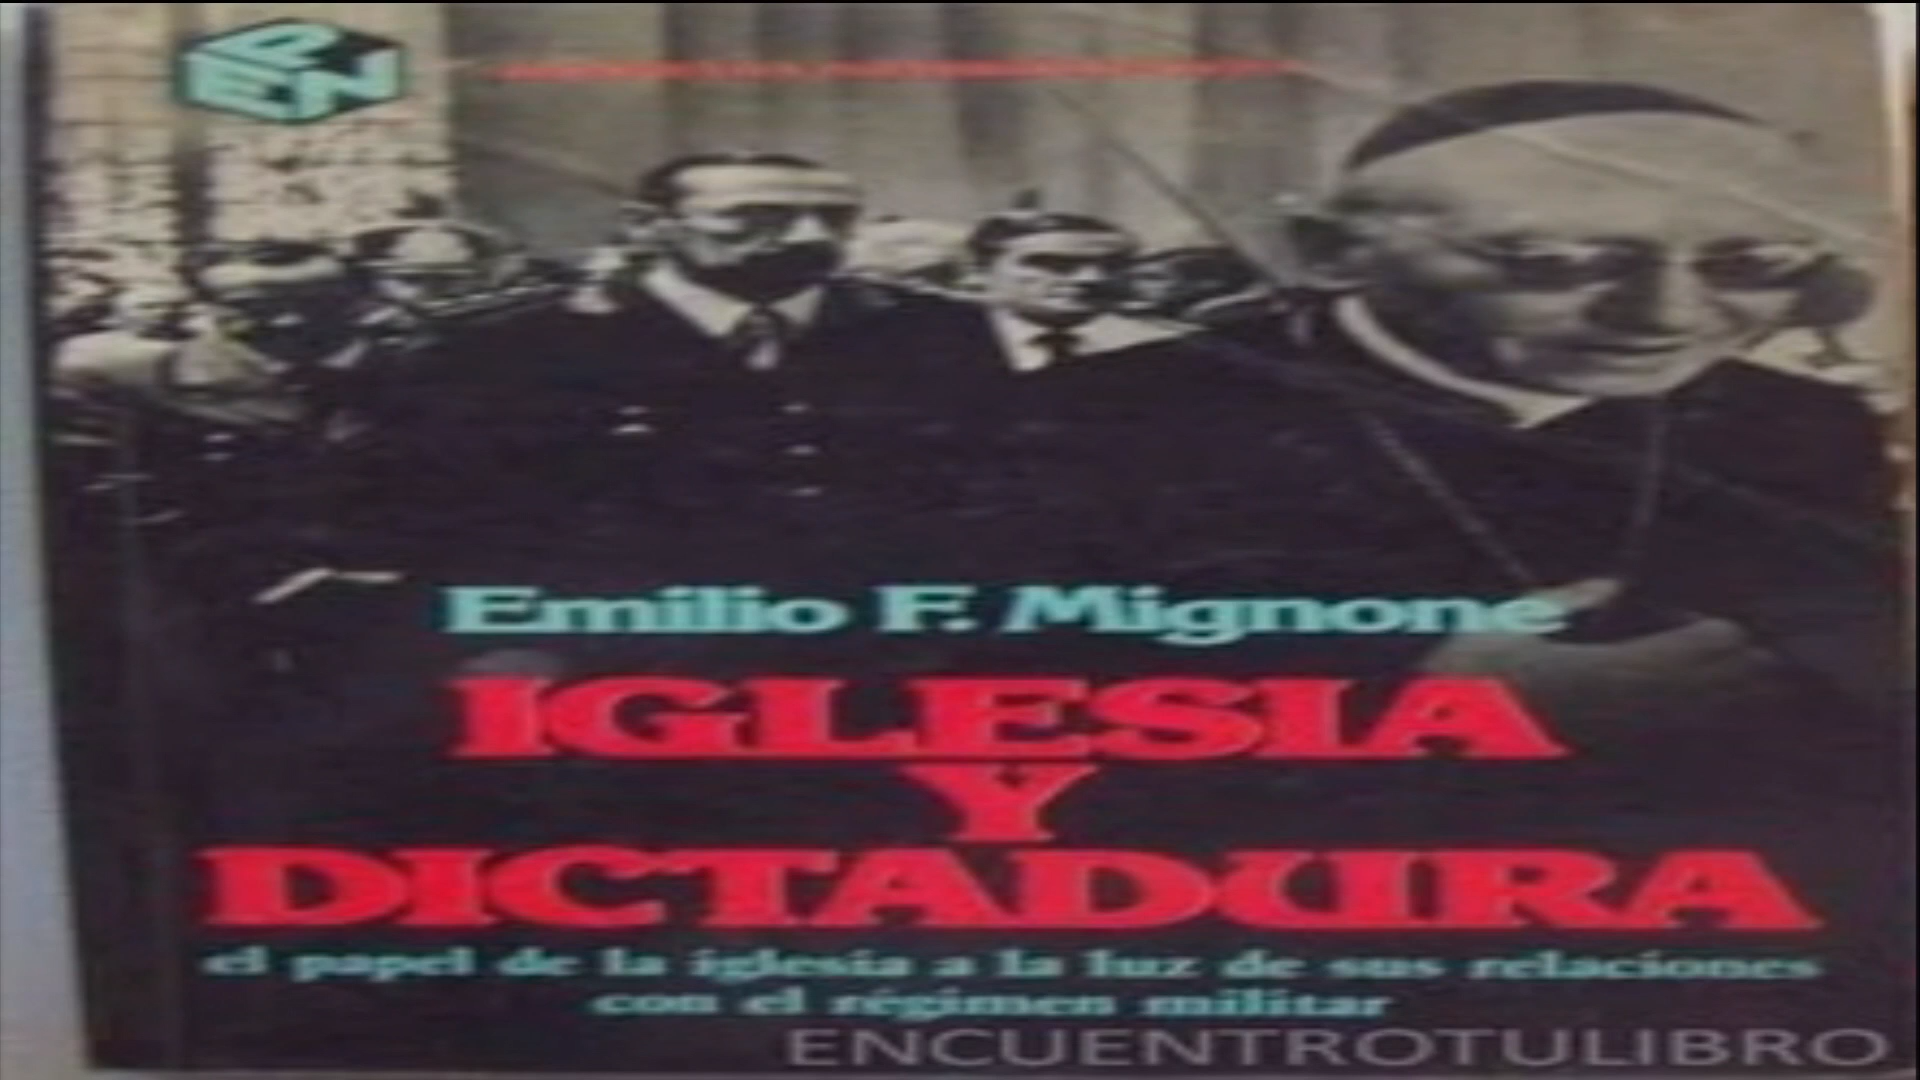 EPN
Emilio F. Mignone
IGLESIA
Y
DICTADURA
el papel de la iglesia a la luz de sus relaciones
con el régimen militar
ENCUENTROTULIBRO